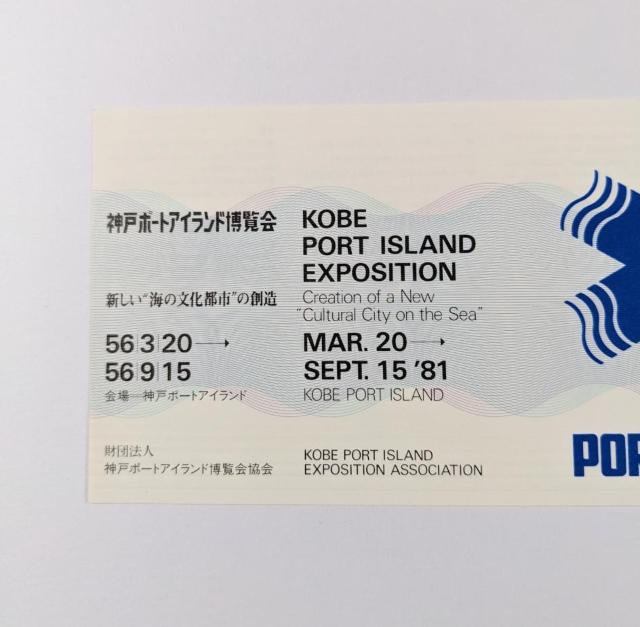 神戸ポートアイランド博覧会
新しい“海の文化都市”の創造
56 3 20→
56 9 15
会場―神戸ポートアイランド
財団法人
神戸ポートアイランド博覧会協会
KOBE
PORT ISLAND
EXPOSITION
Creation of a New
“Cultural City on the Sea”
MAR. 20→
SEPT. 15 ’81
KOBE PORT ISLAND
KOBE PORT ISLAND
EXPOSITION ASSOCIATION